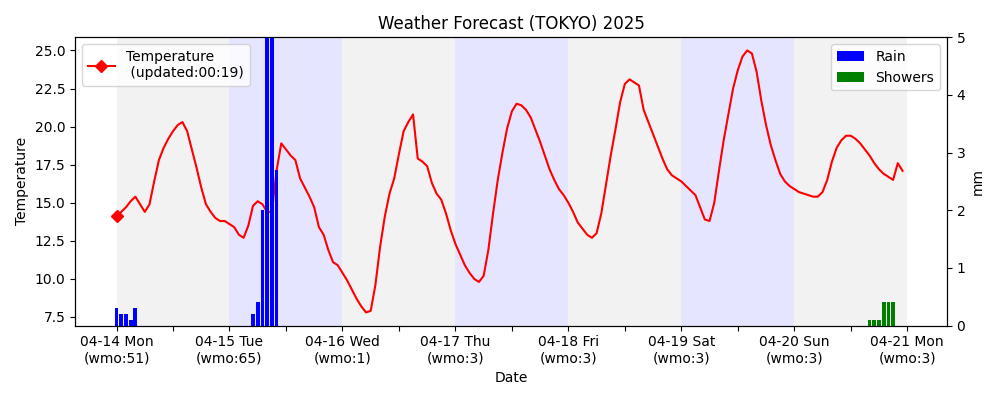 Weather Forecast (TOKYO) 2025
Temperature
(updated:00:19)
Rain
Showers
Temperature
25.0
22.5
20.0
17.5
15.0
12.5
10.0
7.5
5
4
3
2
1
0
mm
04-14 Mon
(wmo:51)
04-15 Tue
(wmo:65)
04-16 Wed
(wmo:1)
04-17 Thu
(wmo:3)
04-18 Fri
(wmo:3)
04-19 Sat
(wmo:3)
04-20 Sun
(wmo:3)
04-21 Mon
(wmo:3)
Date